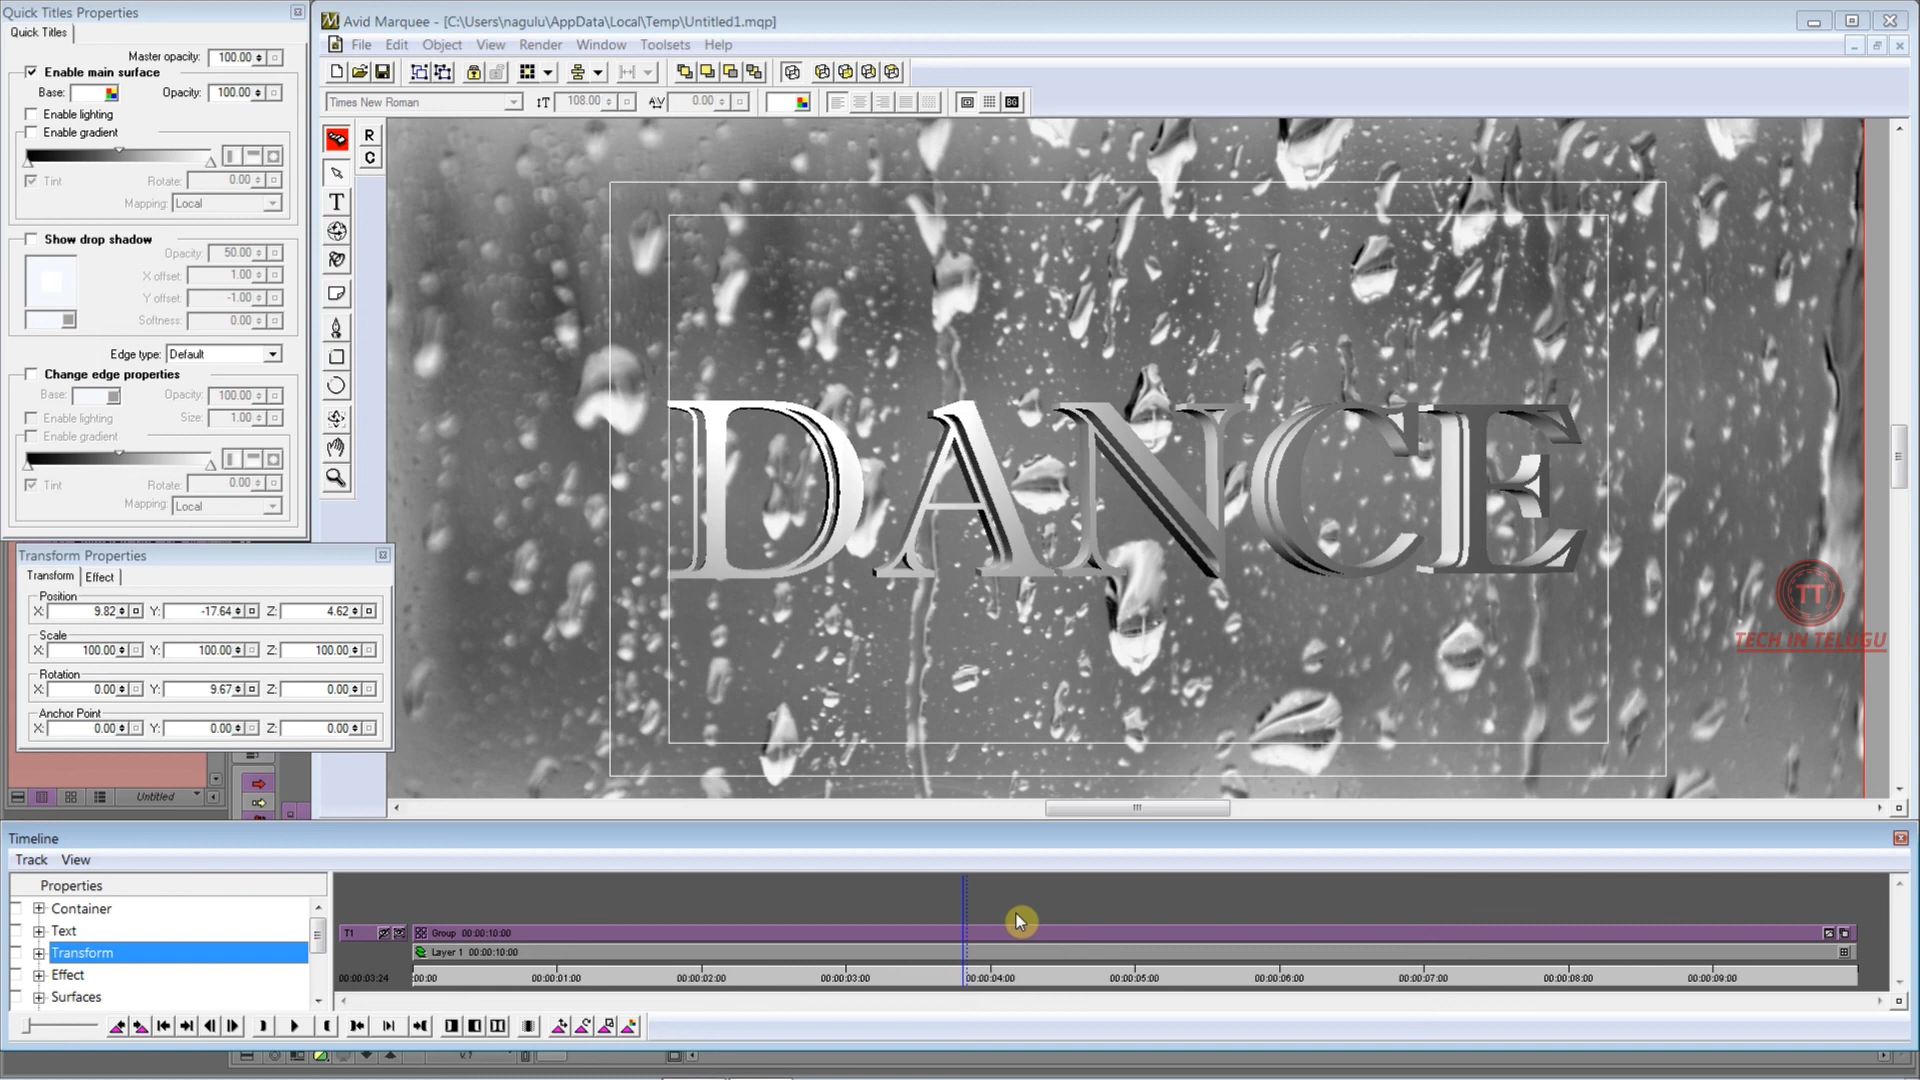 Quick Titles Properties
Quick Titles
Master opacity: 100.00
Enable main surface
Base: Opacity: 100.00
Enable lighting
Enable gradient
Tint Rotate: 0.00
Mapping: Local
Show drop shadow
Opacity: 50.00
X offset: 1.00
Y offset: -1.00
Softness: 0.00
Edge type: Default
Change edge properties
Base: Opacity: 100.00
Enable lighting Size: 1.00
Enable gradient
Tint Rotate: 0.00
Mapping: Local
Transform Properties
Transform Effect
Position
X: 9.82 Y: -17.64 Z: 4.62
Scale
X: 100.00 Y: 100.00 Z: 100.00
Rotation
X: 0.00 Y: 9.67 Z: 0.00
Anchor Point
X: 0.00 Y: 0.00 Z: 0.00
Untitled
Avid Marquee - [C:\Users\nagulu\AppData\Local\Temp\Untitled1.mqp]
File Edit Object View Render Window Toolsets Help
Times New Roman 108.00 0.00 BG
R
C
T
DANCE
TT
TECH IN TELUGU
Timeline
Track View
Properties
Container
Text
Transform
Effect
Surfaces
T1 Group 00:00:10:00
Layer 1 00:00:10:00
00:00:03:24 :00:00 00:00:01:00 00:00:02:00 00:00:03:00 00:00:04:00 00:00:05:00 00:00:06:00 00:00:07:00 00:00:08:00 00:00:09:00
V.1